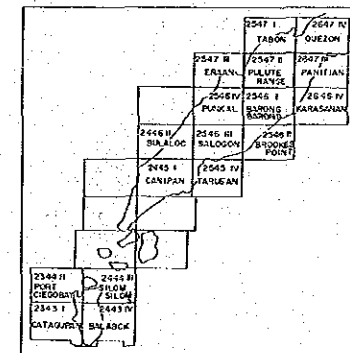 2547 I
TABON
2647 IV
QUEZON
2547 III
ERAAN
2547 II
PULUTE
RANGE
2647 III
PANITIAN
2546 IV
PUNKAL
2546 I
BARONG
BARONG
2646 IV
KARASANAN
2446 II
BULALOC
2546 III
SALOGON
2546 II
BROOKES
POINT
2445 I
CANIPAN
2545 IV
TARUSAN
2344 II
PORT
CIEGOBAY
2444 III
SILOM
SILOM
2343 I
CATAGUPAN
2443 IV
BALABCK